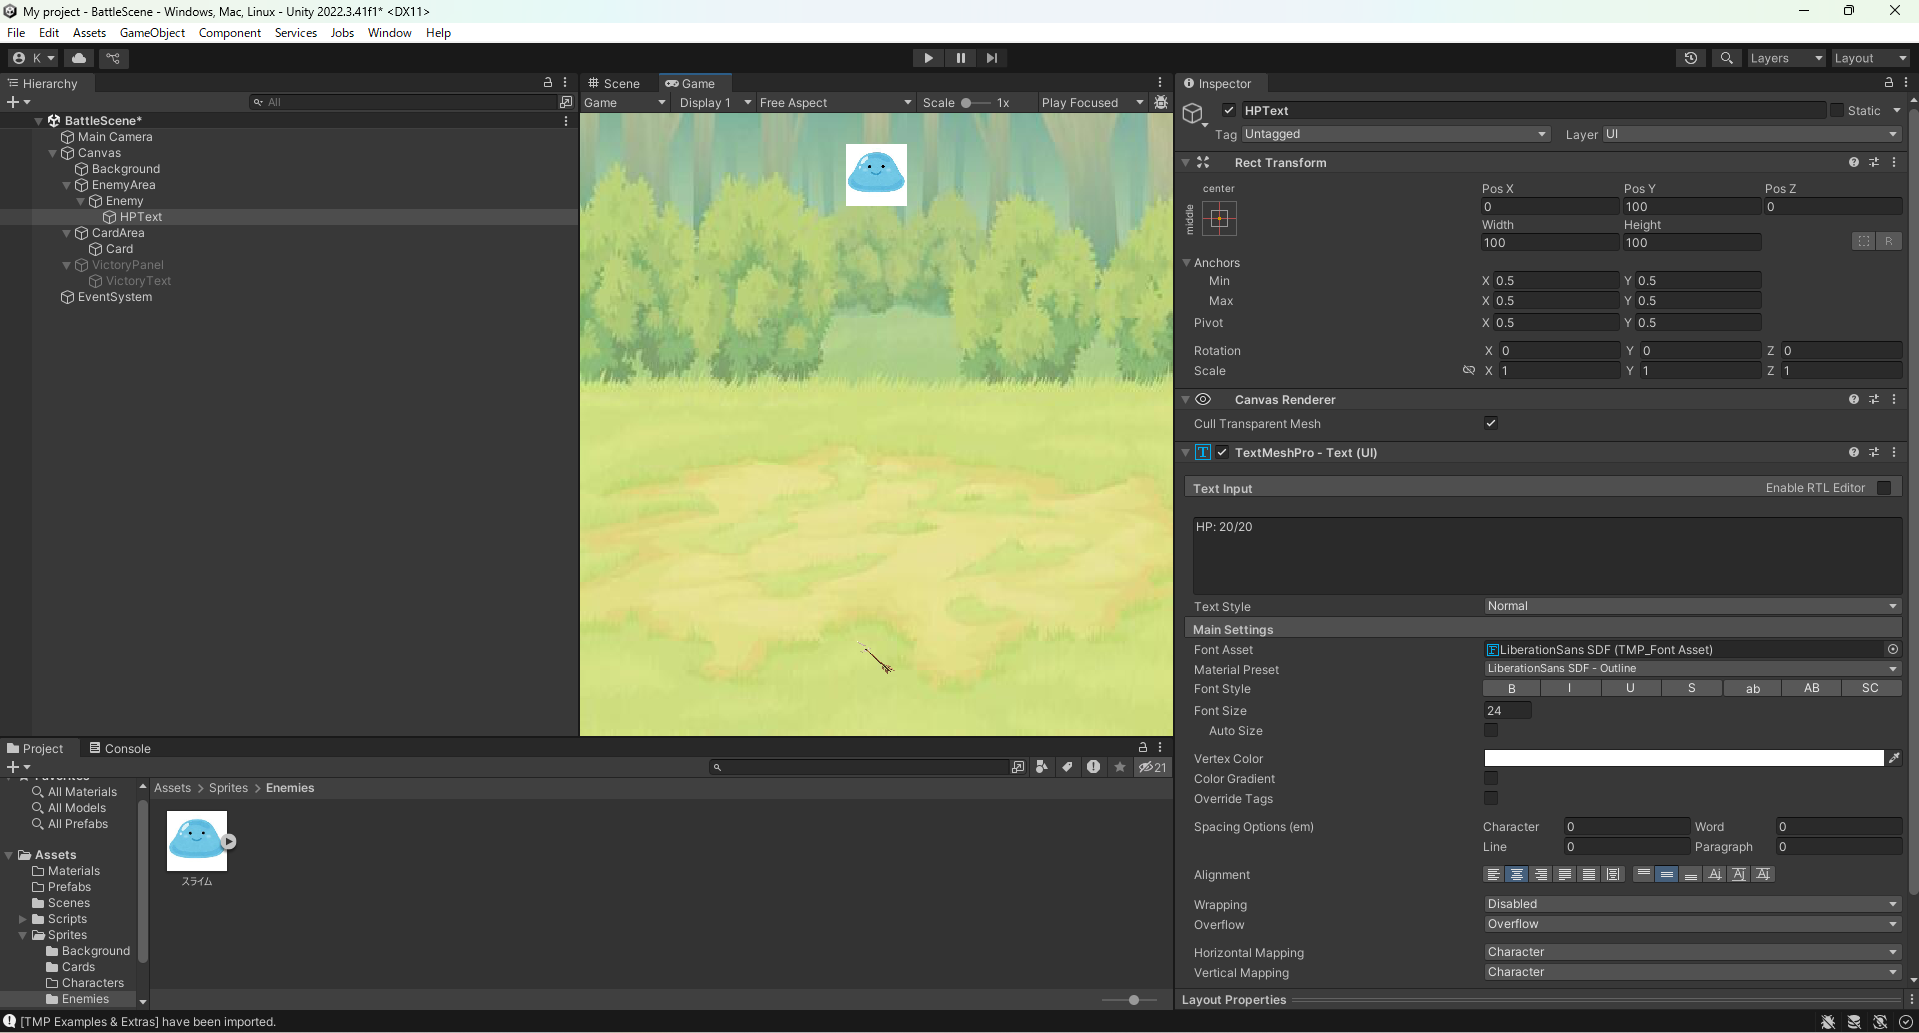 My project - BattleScene - Windows, Mac, Linux - Unity 2022.3.41f1* <DX11>
File Edit Assets GameObject Component Services Jobs Window Help
K Layers Layout
Hierarchy
All
BattleScene*
Main Camera
Canvas
Background
EnemyArea
Enemy
HPText
CardArea
Card
VictoryPanel
VictoryText
EventSystem
Scene Game
Game Display 1 Free Aspect Scale 1x Play Focused
Inspector
HPText Static
Tag Untagged Layer UI
Rect Transform
center
middle
Pos X Pos Y Pos Z
0 100 0
Width Height
100 100
R
Anchors
Min X 0.5 Y 0.5
Max X 0.5 Y 0.5
Pivot X 0.5 Y 0.5
Rotation X 0 Y 0 Z 0
Scale X 1 Y 1 Z 1
Canvas Renderer
Cull Transparent Mesh
TextMeshPro - Text (UI)
Text Input Enable RTL Editor
HP: 20/20
Text Style Normal
Main Settings
Font Asset LiberationSans SDF (TMP_Font Asset)
Material Preset LiberationSans SDF - Outline
Font Style B I U S ab AB SC
Font Size 24
Auto Size
Vertex Color
Color Gradient
Override Tags
Spacing Options (em) Character 0 Word 0
Line 0 Paragraph 0
Alignment
Wrapping Disabled
Overflow Overflow
Horizontal Mapping Character
Vertical Mapping Character
Layout Properties
Project Console
21
Favorites
All Materials
All Models
All Prefabs
Assets
Materials
Prefabs
Scenes
Scripts
Sprites
Background
Cards
Characters
Enemies
Assets > Sprites > Enemies
スライム
[TMP Examples & Extras] have been imported.